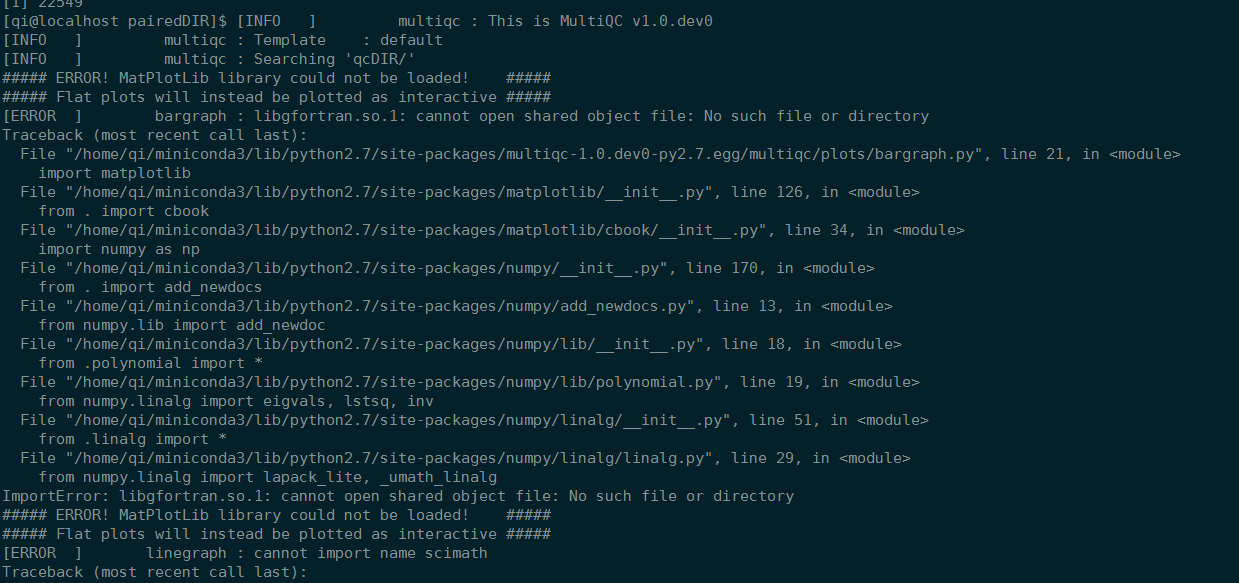 [1] 22549
[qi@localhost pairedDIR]$ [INFO   ]         multiqc : This is MultiQC v1.0.dev0
[INFO   ]         multiqc : Template    : default
[INFO   ]         multiqc : Searching 'qcDIR/'
##### ERROR! MatPlotLib library could not be loaded!    #####
##### Flat plots will instead be plotted as interactive #####
[ERROR  ]        bargraph : libgfortran.so.1: cannot open shared object file: No such file or directory
Traceback (most recent call last):
  File "/home/qi/miniconda3/lib/python2.7/site-packages/multiqc-1.0.dev0-py2.7.egg/multiqc/plots/bargraph.py", line 21, in <module>
    import matplotlib
  File "/home/qi/miniconda3/lib/python2.7/site-packages/matplotlib/__init__.py", line 126, in <module>
    from . import cbook
  File "/home/qi/miniconda3/lib/python2.7/site-packages/matplotlib/cbook/__init__.py", line 34, in <module>
    import numpy as np
  File "/home/qi/miniconda3/lib/python2.7/site-packages/numpy/__init__.py", line 170, in <module>
    from . import add_newdocs
  File "/home/qi/miniconda3/lib/python2.7/site-packages/numpy/add_newdocs.py", line 13, in <module>
    from numpy.lib import add_newdoc
  File "/home/qi/miniconda3/lib/python2.7/site-packages/numpy/lib/__init__.py", line 18, in <module>
    from .polynomial import *
  File "/home/qi/miniconda3/lib/python2.7/site-packages/numpy/lib/polynomial.py", line 19, in <module>
    from numpy.linalg import eigvals, lstsq, inv
  File "/home/qi/miniconda3/lib/python2.7/site-packages/numpy/linalg/__init__.py", line 51, in <module>
    from .linalg import *
  File "/home/qi/miniconda3/lib/python2.7/site-packages/numpy/linalg/linalg.py", line 29, in <module>
    from numpy.linalg import lapack_lite, _umath_linalg
ImportError: libgfortran.so.1: cannot open shared object file: No such file or directory
##### ERROR! MatPlotLib library could not be loaded!    #####
##### Flat plots will instead be plotted as interactive #####
[ERROR  ]       linegraph : cannot import name scimath
Traceback (most recent call last):